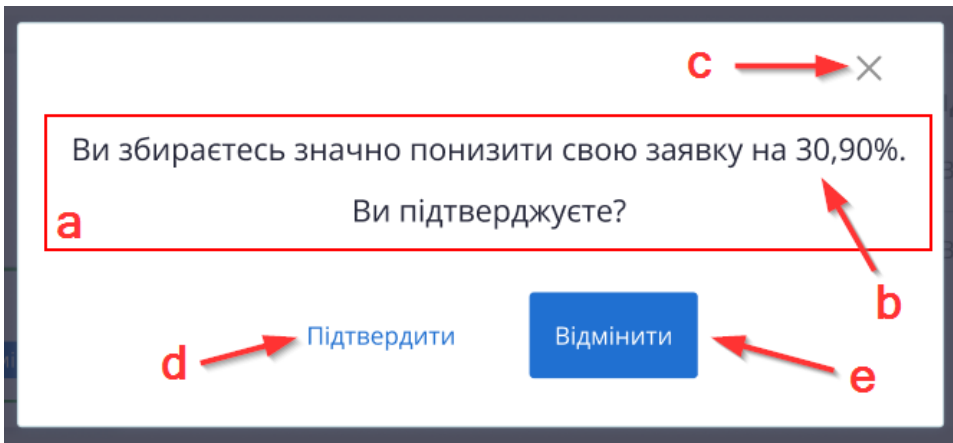 c
Ви збираєтесь значно понизити свою заявку на 30,90%.
Ви підтверджуєте?
a
b
Підтвердити
Відмінити
d
e